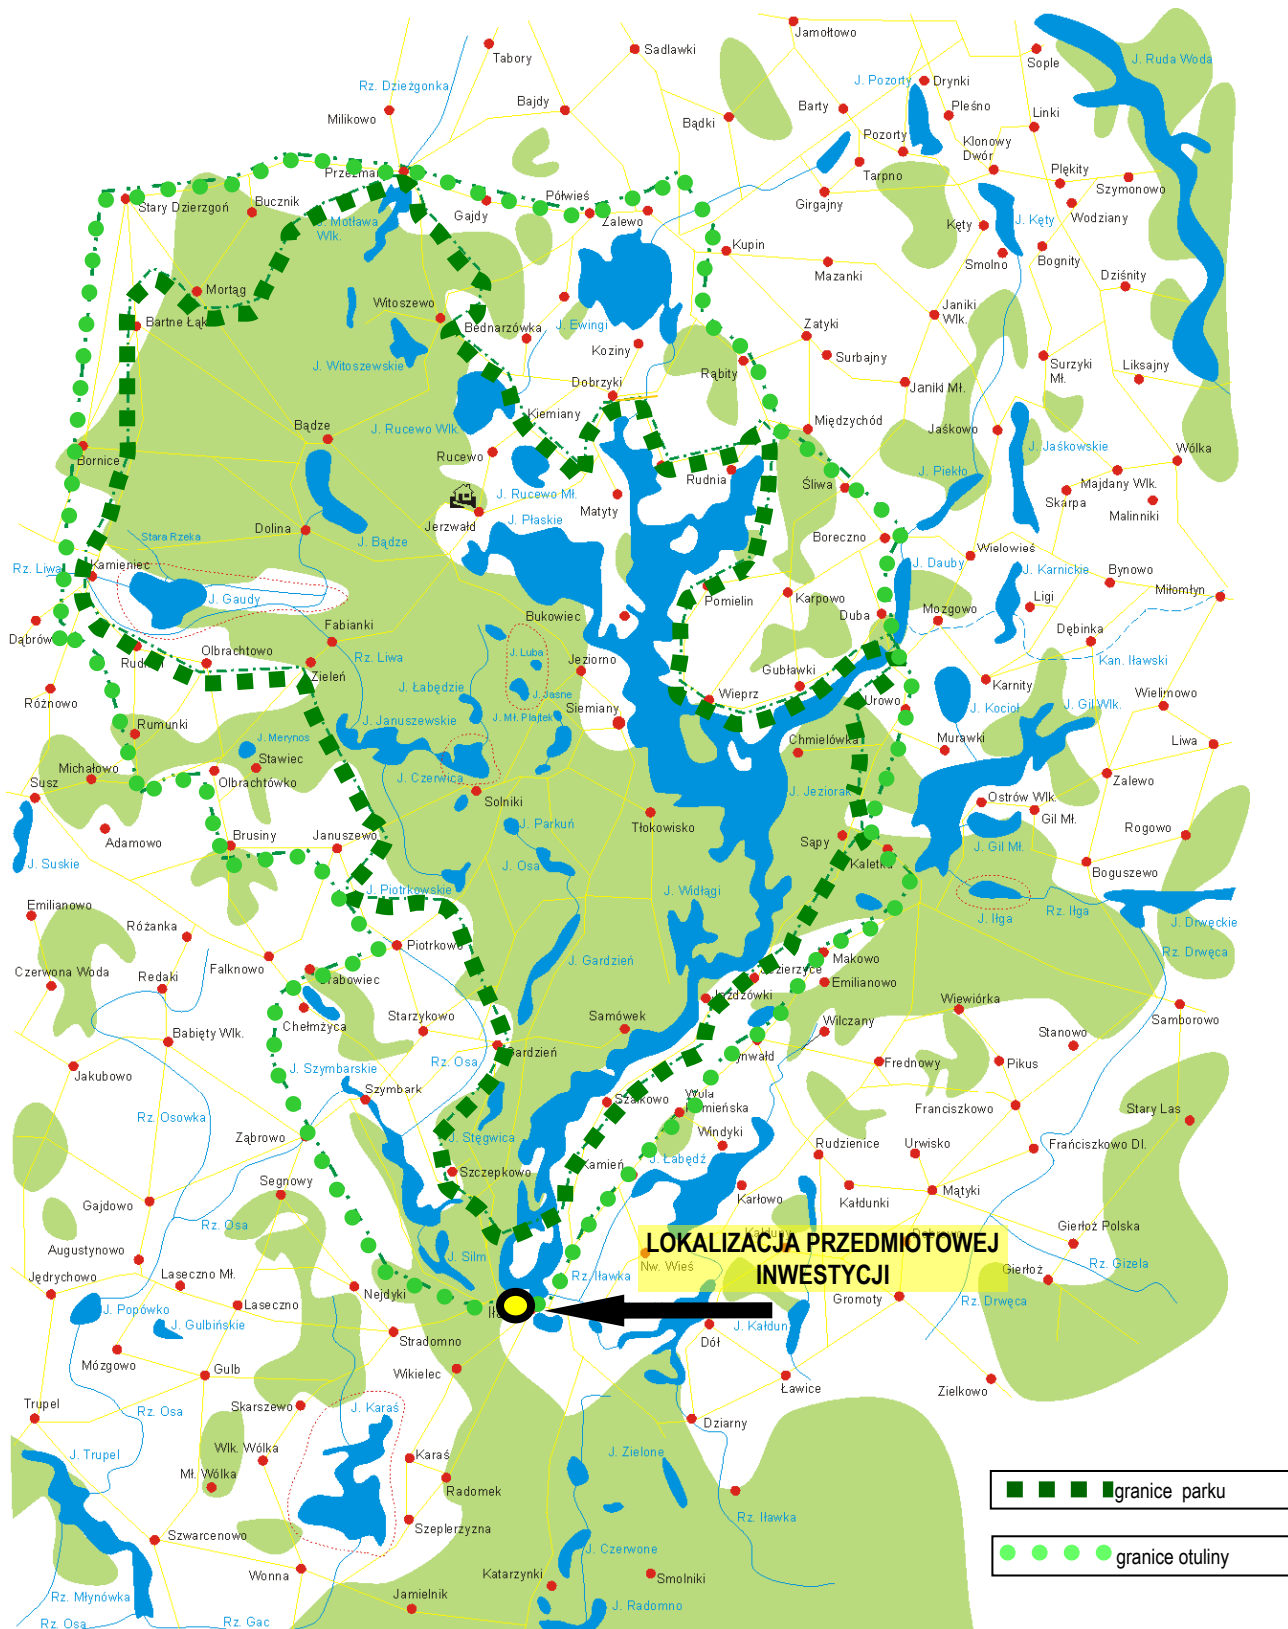 Jamołtowo
Sadlawki
Tabory
Sople
J. Ruda Woda
Rz. Dzieżgonka
J. Pozorty
Drynki
Bajdy
Barty
Pleśno
Linki
Milikowo
Bądki
Pozorty
Klonowy
Dwór
Tarpno
Plękity
Szymonowo
Stary Dzierzgoń
Bucznik
Gajdy
Półwieś
Zalewo
Girgajny
Wodziany
J. Motława
Wlk.
Kęty
J. Kęty
Kupin
Bognity
Smolno
Mazanki
Dziśnity
Mortąg
Witoszewo
Janiki
Wlk.
Bednarzówka
J. Ewingi
Zatyki
Koziny
Surbajny
Surzyki
Mł.
Liksajny
J. Witoszewskie
Rąbity
Dobrzyki
Janiki Mł.
Kiemiany
Międzychód
Bądze
J. Rucewo Wlk.
Jaśkowo
J. Jaśkowskie
Wólka
Bornice
Rucewo
J. Piekło
Rudnia
Śliwa
Majdany Wlk.
J. Rucewo Mł.
Skarpa
Malinniki
Matyty
Jerzwałd
J. Płaskie
Dolina
J. Bądze
Stara Rzeka
Boreczno
Wielowieś
Rz. Liwa
Kamieniec
J. Dauby
J. Karnickie
Bynowo
Miłomłyn
J. Gaudy
Pomielin
Karpowo
Ligi
Mozgowo
Bukowiec
Duba
Dębinka
Fabianki
Olbrachtowo
J. Luba
Rz. Liwa
Jeziorno
Kan. Iławski
Zieleń
Gubławki
Karnity
J. Łabędzie
J. Jasne
Wieprz
Wielimowo
Różnowo
Urowo
J. Kocioł
J. Gil Wlk.
Siemiany
J. Januszewskie
J. Mł. Plajtek
Rumunki
J. Merynos
Chmielówka
Murawki
Liwa
Stawiec
Michałowo
J. Czerwica
Zalewo
Susz
Olbrachtówko
Solniki
J. Jeziorak
Ostrów Wlk.
Gil Mł.
J. Parkuń
Tłokowisko
Rogowo
Adamowo
Brusiny
Januszewo
Sąpy
J. Gil Mł.
J. Suskie
J. Osa
Boguszewo
J. Piotrkowskie
J. Widłągi
Emilianowo
J. Iłga
Rz. Iłga
J. Drwęckie
Różanka
Piotrkowo
Makowo
Rz. Drwęca
Falknowo
J. Gardzień
Czerwona Woda
Redaki
Emilianowo
Wiewiórka
Chełmżyca
Starzykowo
Samówek
Wilczany
Samborowo
Babięty Wlk.
Stanowo
Gardzień
Rz. Osa
Frednowy
Pikus
Jakubowo
J. Szymbarskie
Szymbark
Szałkowo
Wola
Kamieńska
Franciszkowo
Stary Las
Rz. Osowka
Ząbrowo
J. Stęgwica
Windyki
Rudzienice
Urwisko
Frańciszkowo Dl.
Szczepkowo
Kamień
J. Łabędź
Segnowy
Karłowo
Kałdunki
Mątyki
Gajdowo
Rz. Osa
Gierłoż Polska
LOKALIZACJA PRZEDMIOTOWEJ
INWESTYCJI
Augustynowo
J. Silm
Rz. Gizela
Nw. Wieś
Jędrychowo
Laseczno Mł.
Rz. Iławka
Gierłoż
Nejdyki
Gromoty
Rz. Drwęca
J. Popówko
Laseczno
J. Gulbińskie
Stradomno
Dół
J. Kałdun
Mózgowo
Gulb
Wikielec
Ławice
Zielkowo
Trupel
Skarszewo
Rz. Osa
J. Karaś
Dziarny
J. Trupel
Wlk. Wólka
Karaś
J. Zielone
Mł. Wólka
Radomek
granice parku
Szeplerzyzna
Rz. Iławka
Szwarcenowo
J. Czerwone
granice otuliny
Wonna
Katarzynki
Smolniki
Rz. Młynówka
Jamielnik
J. Radomno
Rz. Osa
Rz. Gac